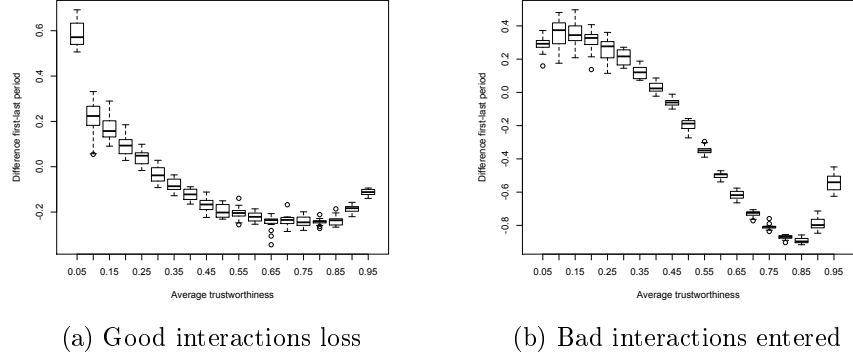 Difference first-last period
0.6
0.4
0.2
0.0
-0.2
0.05 0.15 0.25 0.35 0.45 0.55 0.65 0.75 0.85 0.95
Average trustworthiness
(a) Good interactions loss
Difference first-last period
0.4
0.2
0.0
-0.2
-0.4
-0.6
-0.8
0.05 0.15 0.25 0.35 0.45 0.55 0.65 0.75 0.85 0.95
Average trustworthiness
(b) Bad interactions entered